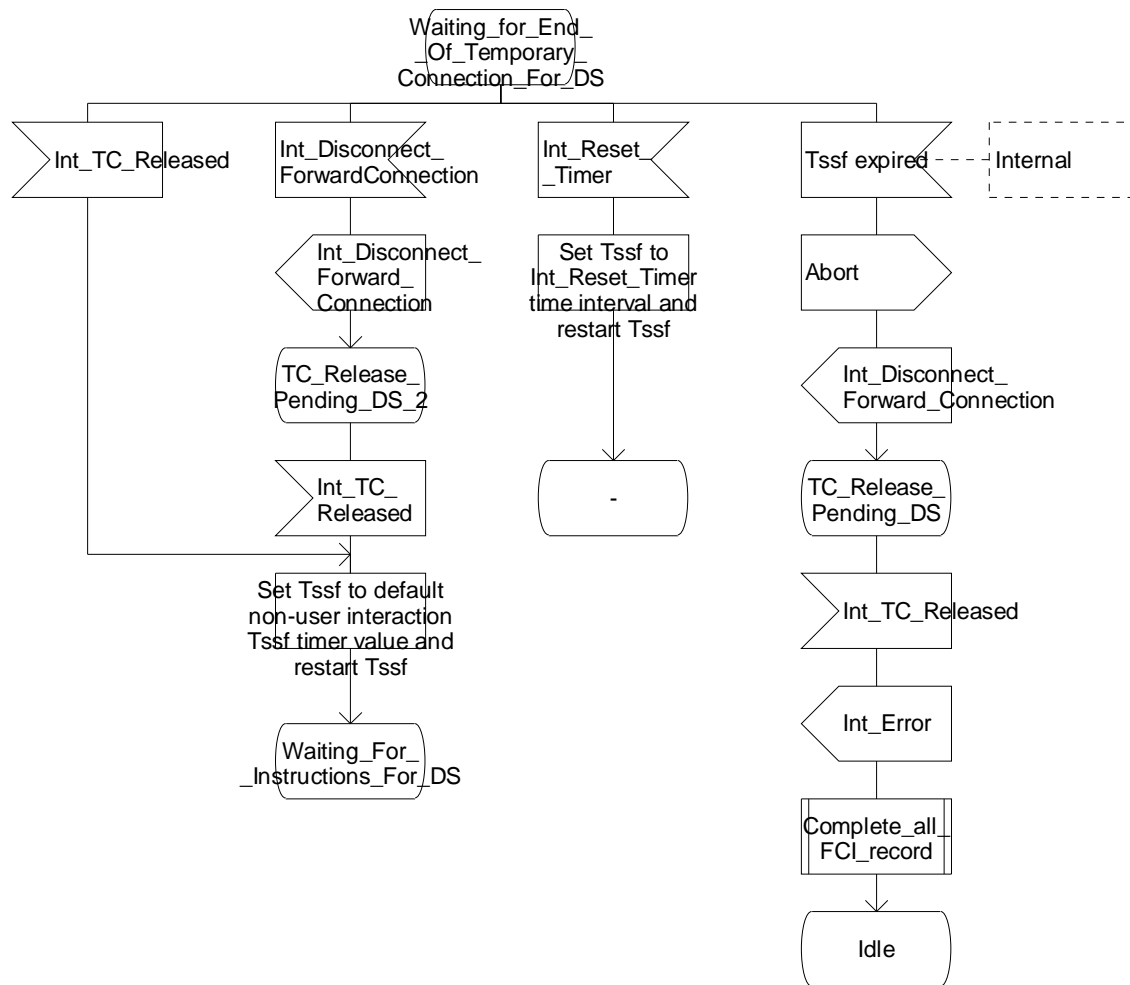 Waiting_for_End_
_Of_Temporary_
Connection_For_DS
Int_TC_Released
Int_Disconnect_
ForwardConnection
Int_Reset_
_Timer
Tssf expired
Internal
Int_Disconnect_
Forward_
Connection
Set Tssf to
Int_Reset_Timer
time interval and
restart Tssf
Abort
TC_Release_
Pending_DS_2
Int_Disconnect_
Forward_Connection
Int_TC_
Released
-
TC_Release_
Pending_DS
Set Tssf to default
non-user interaction
Tssf timer value and
restart Tssf
Int_TC_Released
Waiting_For_
_Instructions_For_DS
Int_Error
Complete_all_
FCI_record
Idle